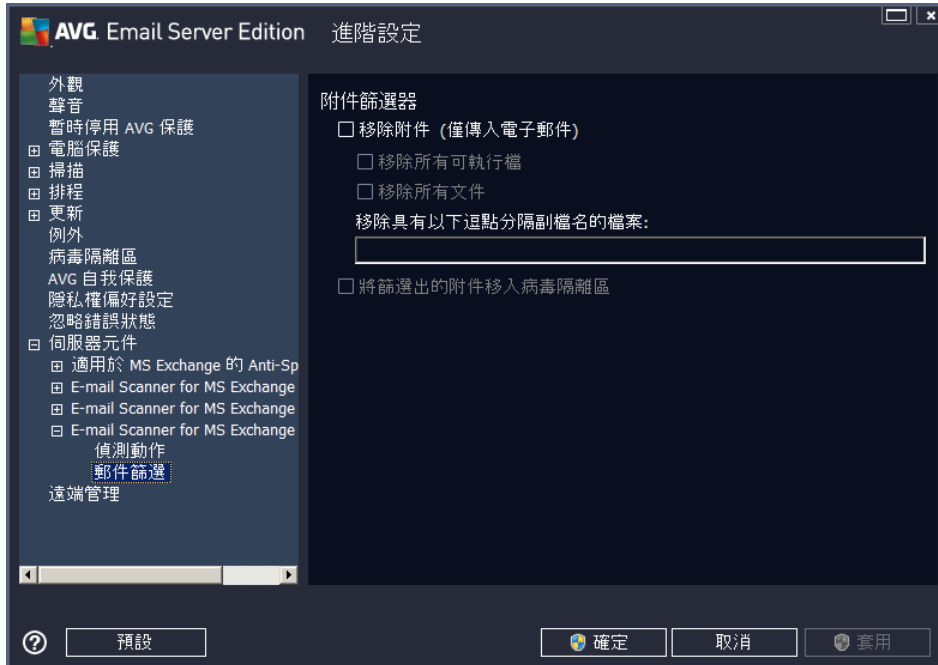 AVG. Email Server Edition 進階設定
外觀
聲音
暫時停用 AVG 保護
電腦保護
掃描
排程
更新
例外
病毒隔離區
AVG 自我保護
隱私權偏好設定
忽略錯誤狀態
伺服器元件
適用於 MS Exchange 的 Anti-Sp
E-mail Scanner for MS Exchange
E-mail Scanner for MS Exchange
E-mail Scanner for MS Exchange
偵測動作
郵件篩選
遠端管理
附件篩選器
移除附件 (僅傳入電子郵件)
移除所有可執行檔
移除所有文件
移除具有以下逗點分隔副檔名的檔案:
將篩選出的附件移入病毒隔離區
預設
確定
取消
套用